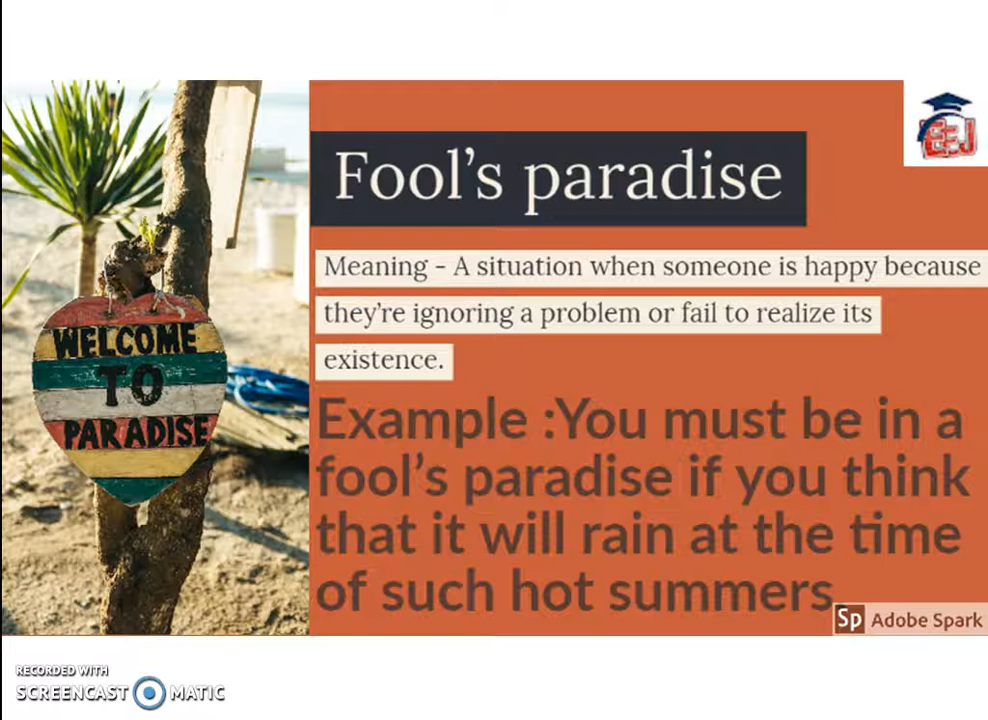 WELCOME
TO
PARADISE
Fool's paradise
EEJ
Meaning - A situation when someone is happy because
they're ignoring a problem or fail to realize its
existence.
Example :You must be in a
fool's paradise if you think
that it will rain at the time
of such hot summers
Sp Adobe Spark
RECORDED WITH
SCREENCAST MATIC